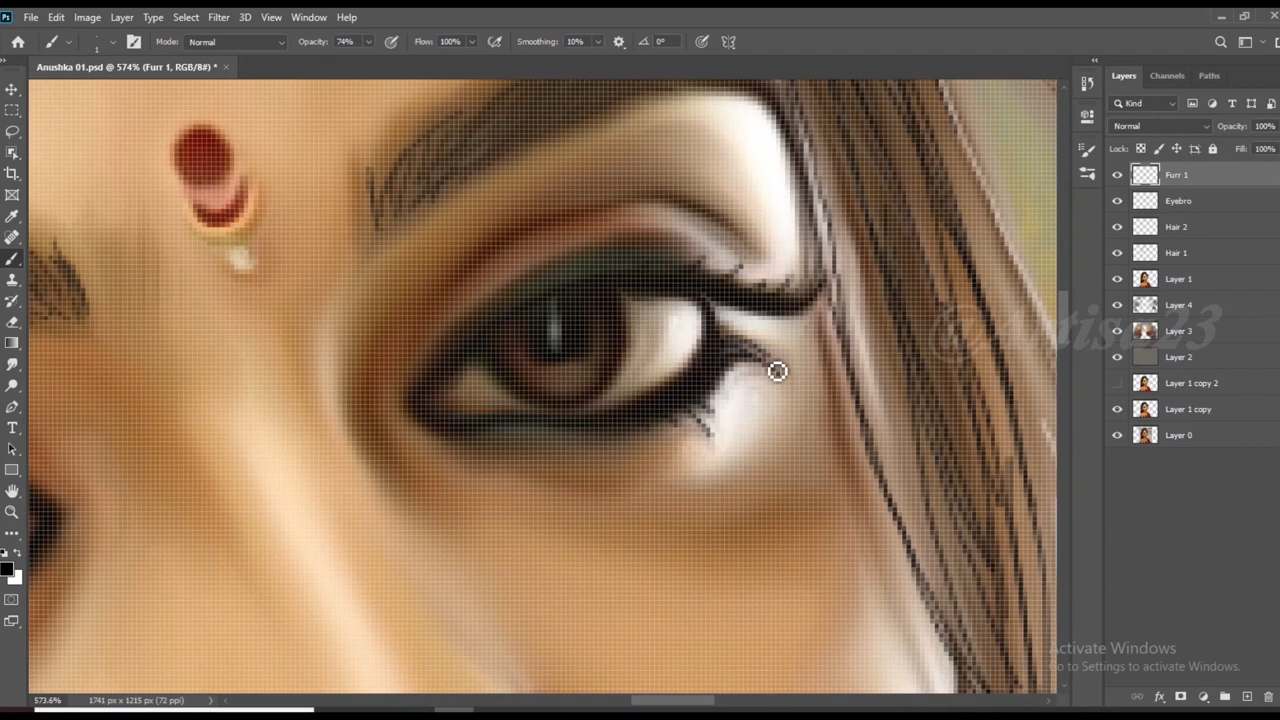 Ps File Edit Image Layer Type Select Filter 3D View Window Help
1 Mode: Normal Opacity: 74% Flow: 100% Smoothing: 10% 0°
Anushka 01.psd @ 574% (Furr 1, RGB/8#) * ×
Layers Channels Paths
Kind
Normal Opacity: 100%
Lock: Fill: 100%
Furr 1
Eyebro
Hair 2
Hair 1
Layer 1
Layer 4
Layer 3
Layer 2
Layer 1 copy 2
Layer 1 copy
Layer 0
Activate Windows
Go to Settings to activate Windows.
573.6% 1741 px x 1215 px (72 ppi)
fx